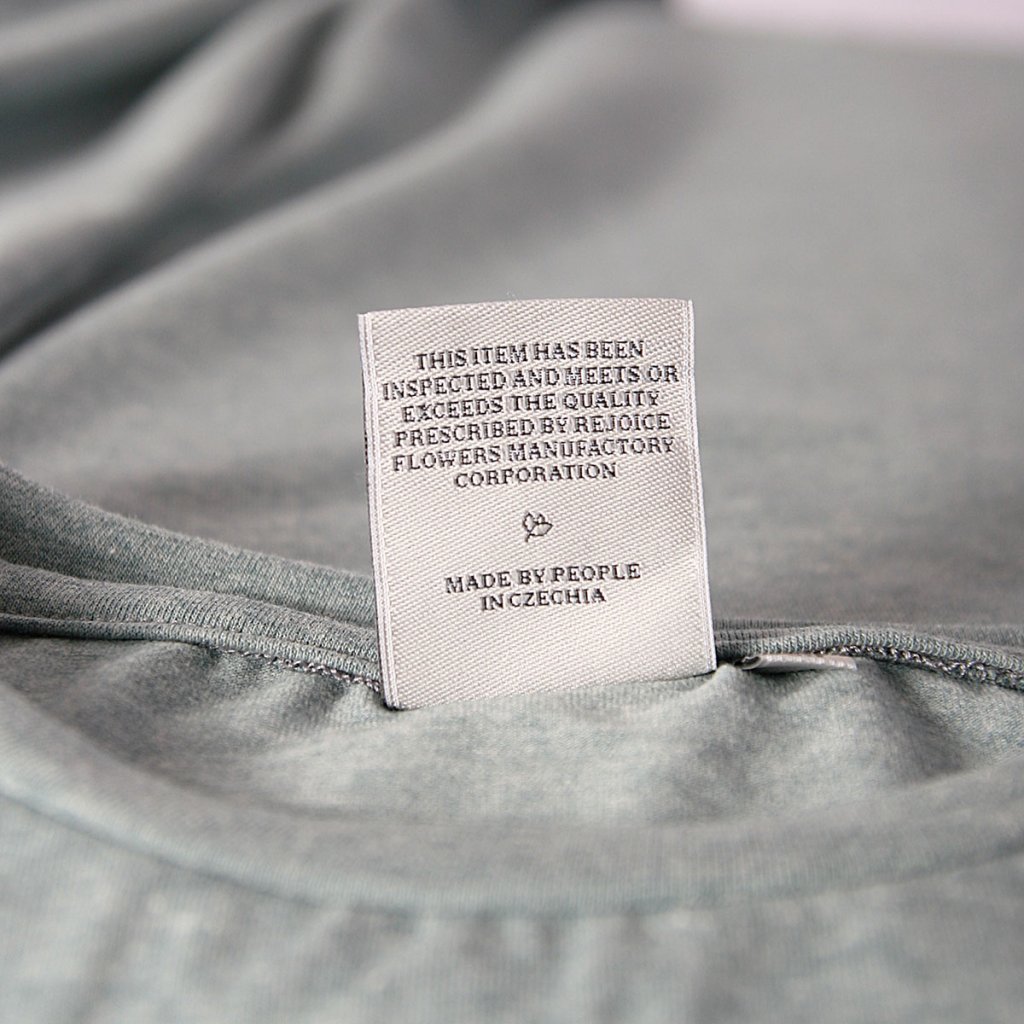 THIS ITEM HAS BEEN
INSPECTED AND MEETS OR
EXCEEDS THE QUALITY
PRESCRIBED BY REJOICE
FLOWERS MANUFACTORY
CORPORATION
MADE BY PEOPLE
IN CZECHIA